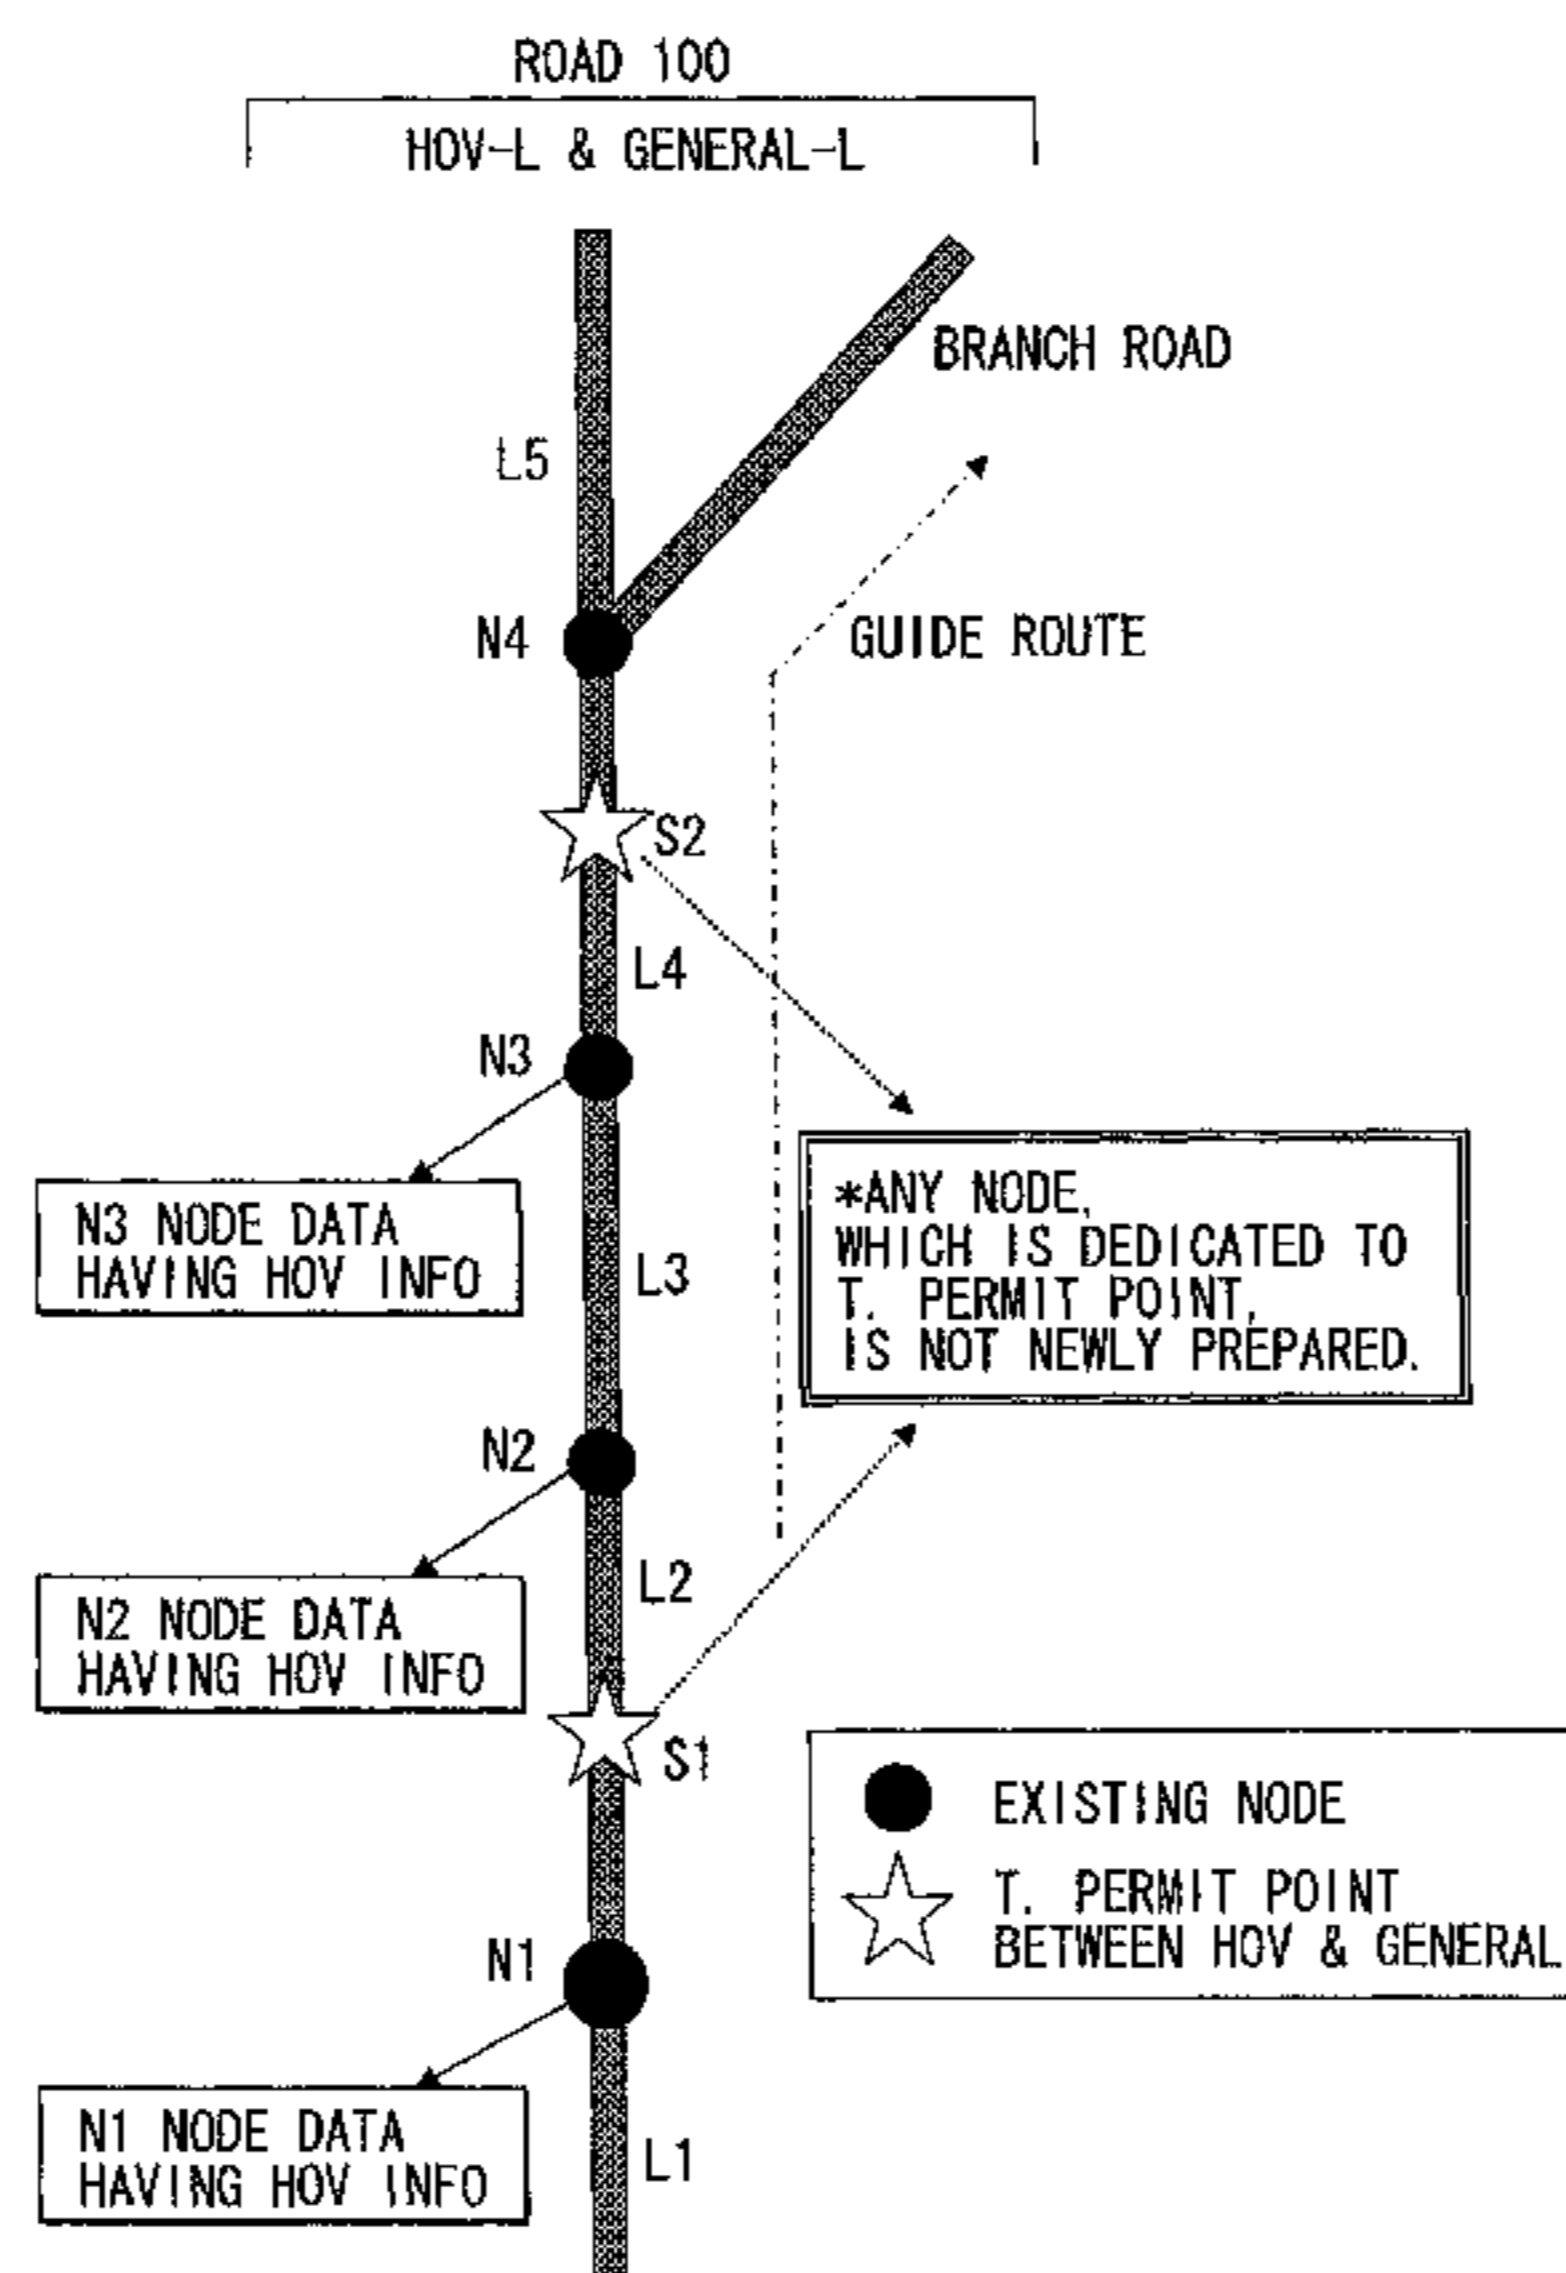 ROAD 100
HOV-L & GENERAL-L
BRANCH ROAD
L5
N4
GUIDE ROUTE
S2
L4
N3
N3 NODE DATA
HAVING HOV INFO
*ANY NODE,
WHICH IS DEDICATED TO
T. PERMIT POINT,
IS NOT NEWLY PREPARED.
L3
N2
L2
N2 NODE DATA
HAVING HOV INFO
S1
EXISTING NODE
T. PERMIT POINT
BETWEEN HOV & GENERAL
N1
N1 NODE DATA
HAVING HOV INFO
L1